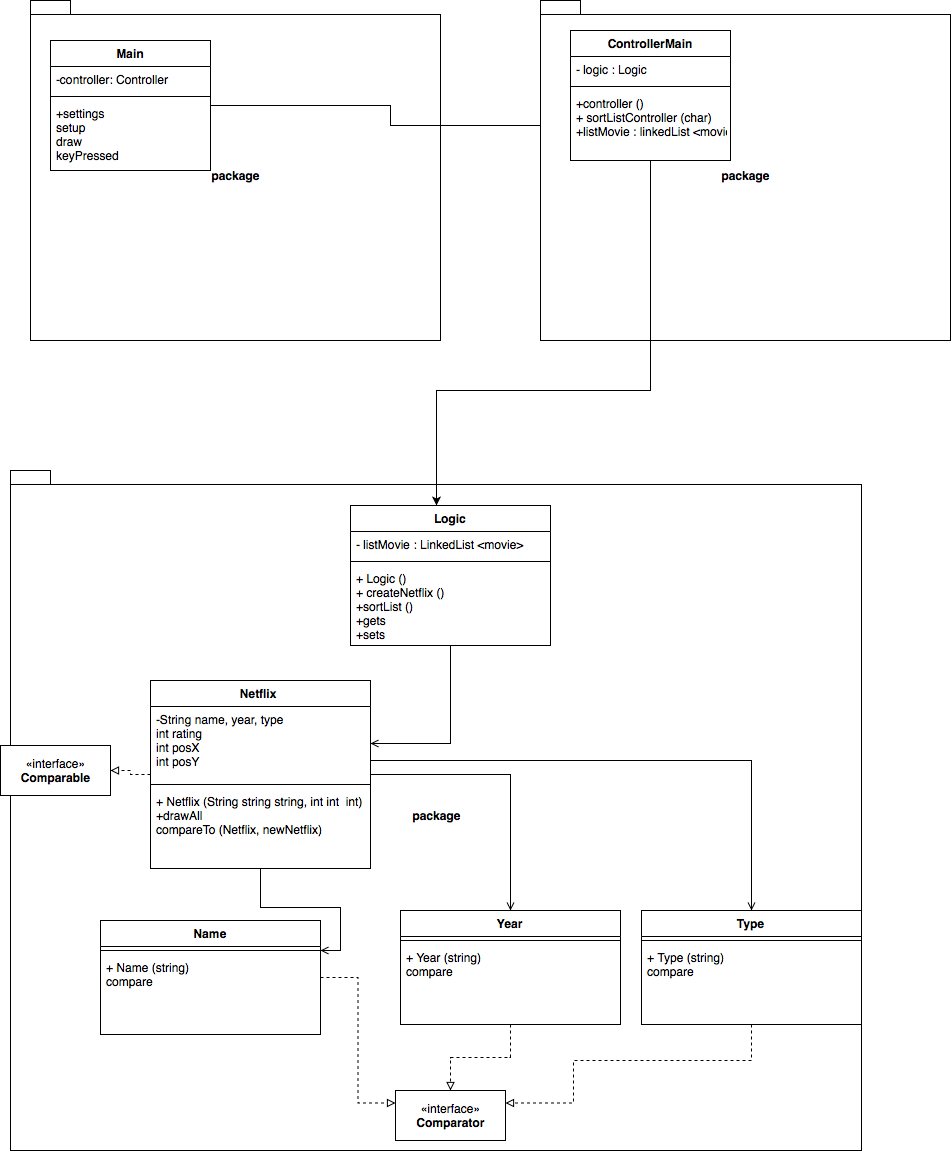 Main
-controller: Controller
+settings
setup
draw
keyPressed
package
ControllerMain
- logic : Logic
+controller ()
+ sortListController (char)
+listMovie : linkedList <movi
package
Logic
- listMovie : LinkedList <movie>
+ Logic ()
+ createNetflix ()
+sortList ()
+gets
+sets
Netflix
-String name, year, type
int rating
int posX
int posY
+ Netflix (String string string, int int  int)
+drawAll
compareTo (Netflix, newNetflix)
«interface»
Comparable
package
Name
+ Name (string)
compare
Year
+ Year (string)
compare
Type
+ Type (string)
compare
«interface»
Comparator